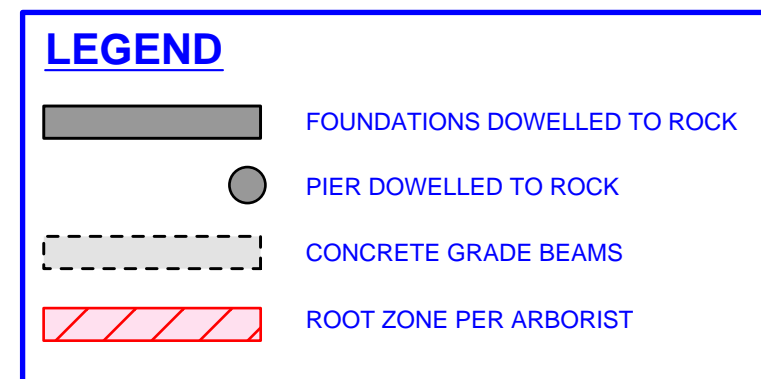 LEGEND
FOUNDATIONS DOWELLED TO ROCK
PIER DOWELLED TO ROCK
CONCRETE GRADE BEAMS
ROOT ZONE PER ARBORIST